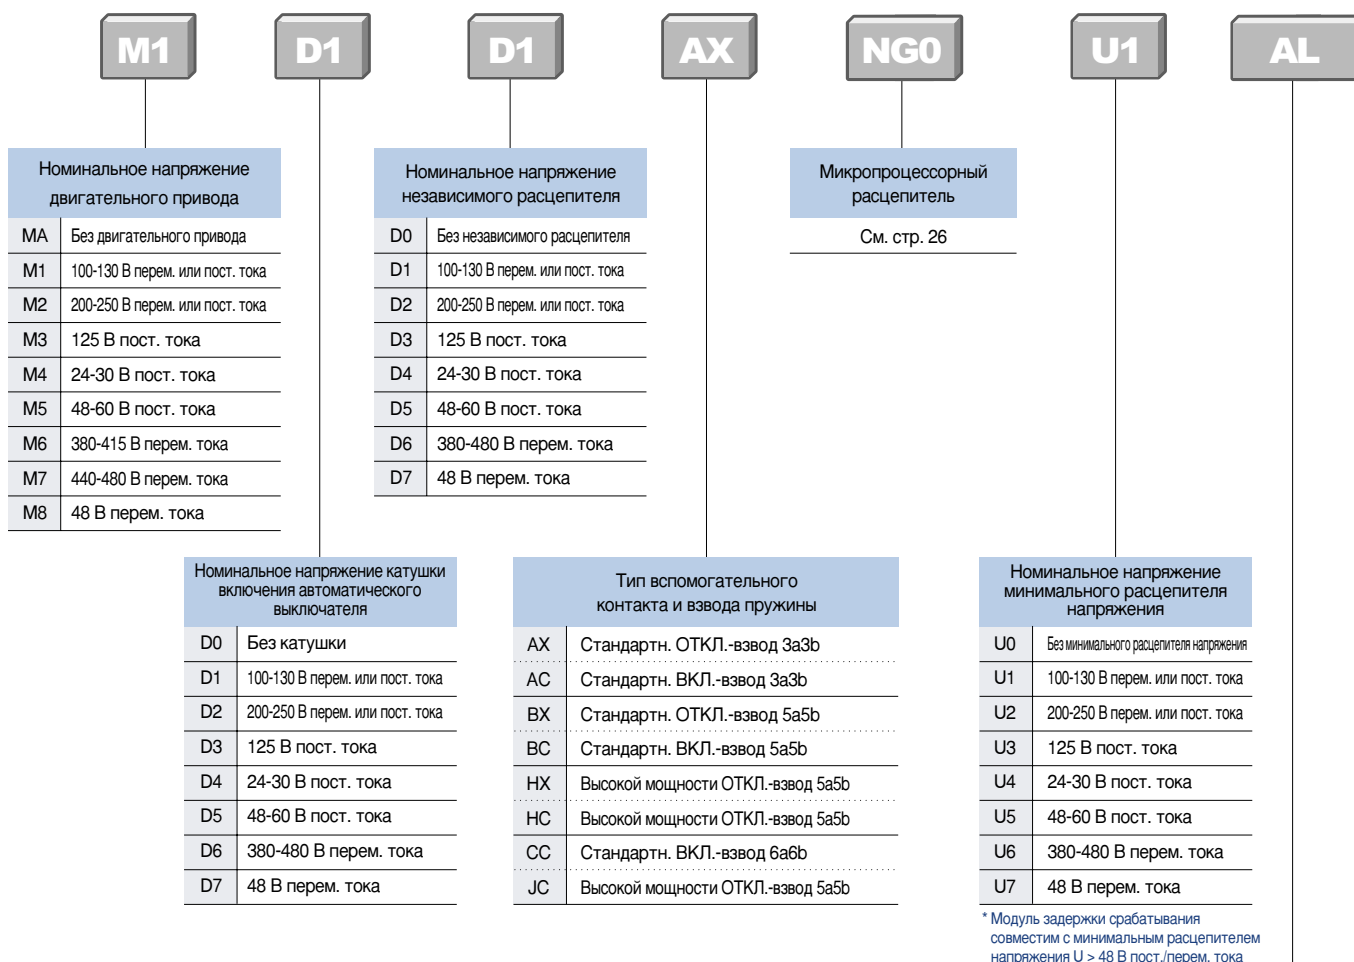 M1 D1 D1 AX NG0 U1 AL
Номинальное напряжение
двигательного привода
MA Без двигательного привода
M1 100-130 В перем. или пост. тока
M2 200-250 В перем. или пост. тока
M3 125 В пост. тока
M4 24-30 В пост. тока
M5 48-60 В пост. тока
M6 380-415 В перем. тока
M7 440-480 В перем. тока
M8 48 В перем. тока
Номинальное напряжение
независимого расцепителя
D0 Без независимого расцепителя
D1 100-130 В перем. или пост. тока
D2 200-250 В перем. или пост. тока
D3 125 В пост. тока
D4 24-30 В пост. тока
D5 48-60 В пост. тока
D6 380-480 В перем. тока
D7 48 В перем. тока
Микропроцессорный
расцепитель
См. стр. 26
Номинальное напряжение катушки
включения автоматического
выключателя
D0 Без катушки
D1 100-130 В перем. или пост. тока
D2 200-250 В перем. или пост. тока
D3 125 В пост. тока
D4 24-30 В пост. тока
D5 48-60 В пост. тока
D6 380-480 В перем. тока
D7 48 В перем. тока
Тип вспомогательного
контакта и взвода пружины
AX Стандартн. ОТКЛ.-взвод 3a3b
AC Стандартн. ВКЛ.-взвод 3a3b
BX Стандартн. ОТКЛ.-взвод 5a5b
BC Стандартн. ВКЛ.-взвод 5a5b
HX Высокой мощности ОТКЛ.-взвод 5a5b
HC Высокой мощности ОТКЛ.-взвод 5a5b
CC Стандартн. ВКЛ.-взвод 6a6b
JC Высокой мощности ОТКЛ.-взвод 5a5b
Номинальное напряжение
минимального расцепителя
напряжения
U0 Без минимального расцепителя напряжения
U1 100-130 В перем. или пост. тока
U2 200-250 В перем. или пост. тока
U3 125 В пост. тока
U4 24-30 В пост. тока
U5 48-60 В пост. тока
U6 380-480 В перем. тока
U7 48 В перем. тока
* Модуль задержки срабатывания
совместим с минимальным расцепителем
напряжения U > 48 В пост./перем. тока